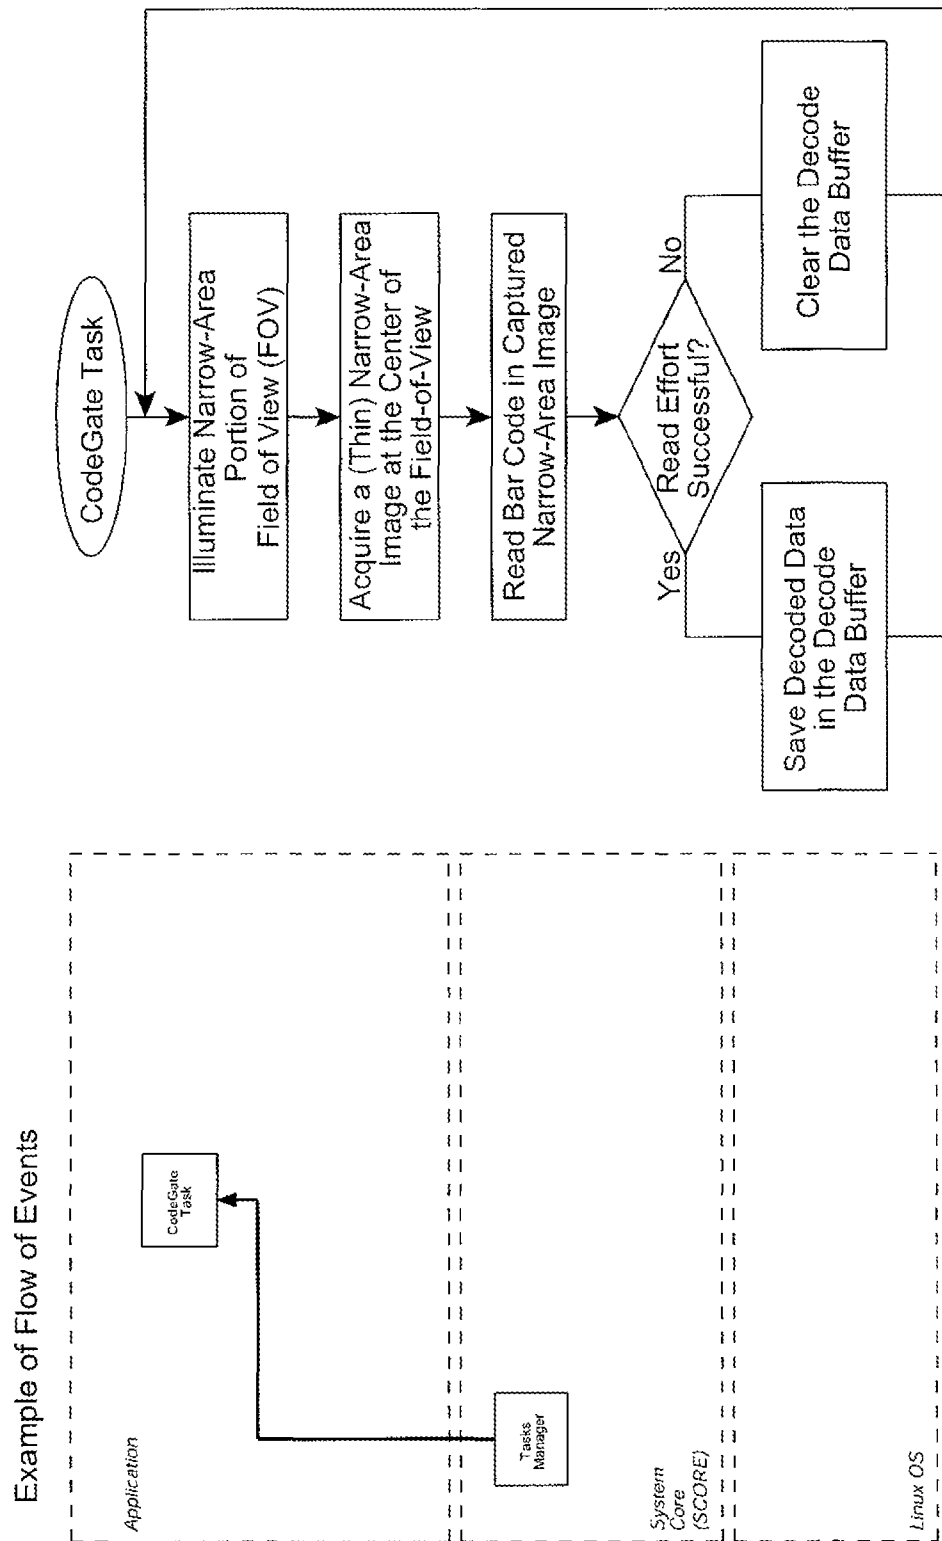 Example of Flow of Events
Application
CodeGate
Task
Tasks
Manager
System
Core
(SCORE)
Linux OS
CodeGate Task
Illuminate Narrow-Area
Portion of
Field of View (FOV)
Acquire a (Thin) Narrow-Area
Image at the Center of
the Field-of-View
Read Bar Code in Captured
Narrow-Area Image
Read Effort
Successful?
Yes
No
Save Decoded Data
in the Decode
Data Buffer
Clear the Decode
Data Buffer